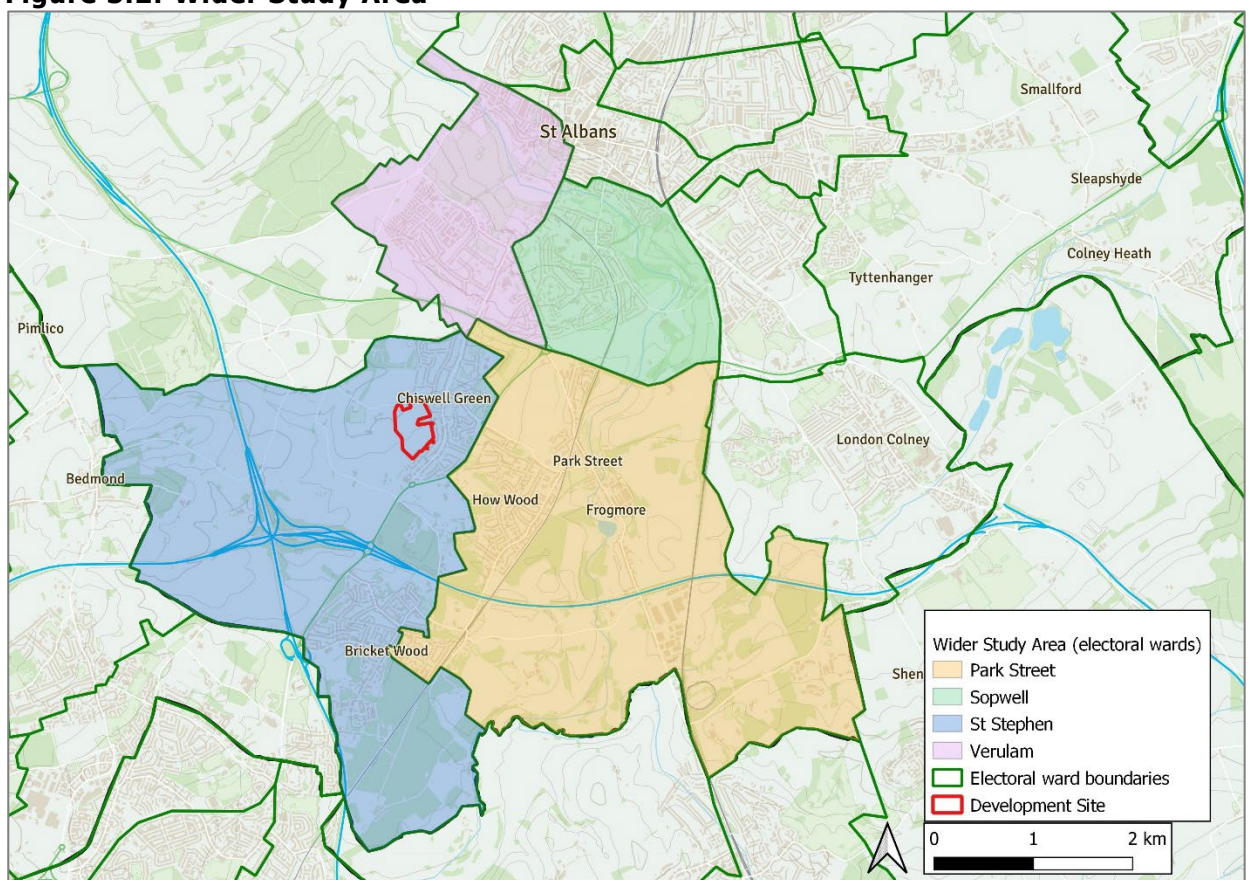 Figure 3.2: Wider Study Area
Smallford
St Albans
Sleapshyde
Colney Heath
Tyttenhanger
Pimlico
Chiswell Green
London Colney
Park Street
Bedmond
How Wood
Frogmore
Bricket Wood
Shen
Wider Study Area (electoral wards)
Park Street
Sopwell
St Stephen
Verulam
Electoral ward boundaries
Development Site
0 1 2 km